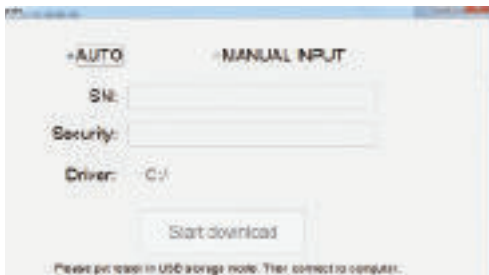 AUTO MANUAL INPUT
SN:
Security:
Driver: C:/
Start download
Please put reader in USB storage mode. Then connect to computer.